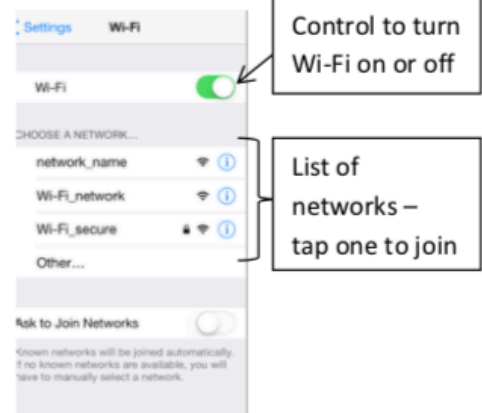 Settings Wi-Fi
Control to turn
Wi-Fi on or off
Wi-Fi
CHOOSE A NETWORK...
network_name
Wi-Fi_network
Wi-Fi_secure
Other...
List of
networks –
tap one to join
Ask to Join Networks
Known networks will be joined automatically.
If no known networks are available, you will
have to manually select a network.